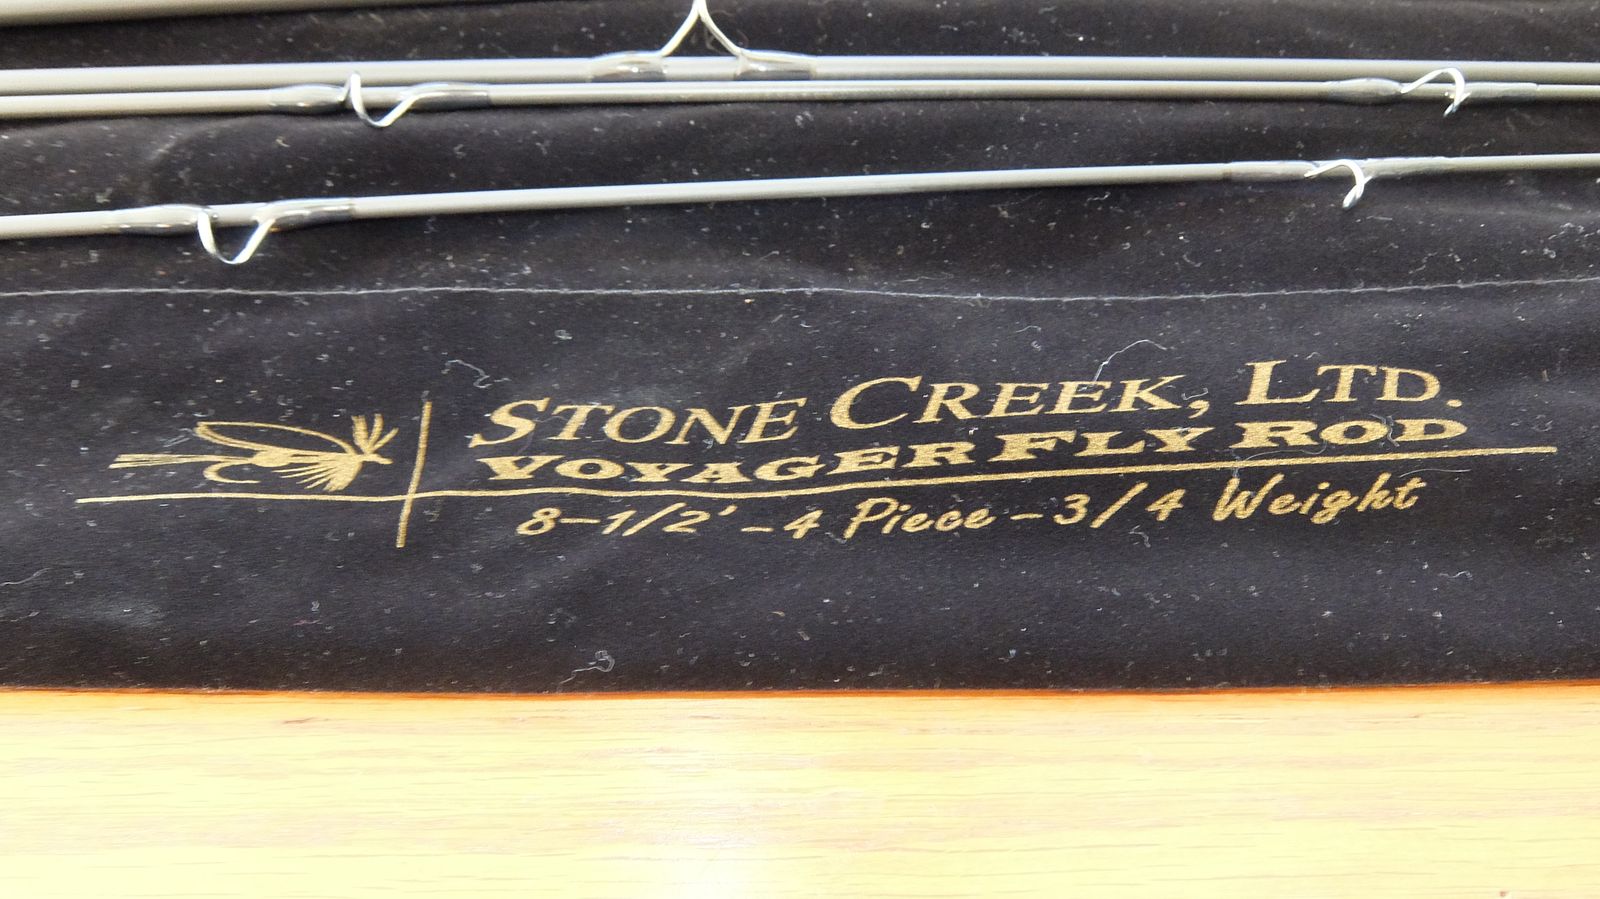 STONE CREEK, LTD.
VOYAGER FLY ROD
8-1/2' - 4 Piece - 3/4 Weight